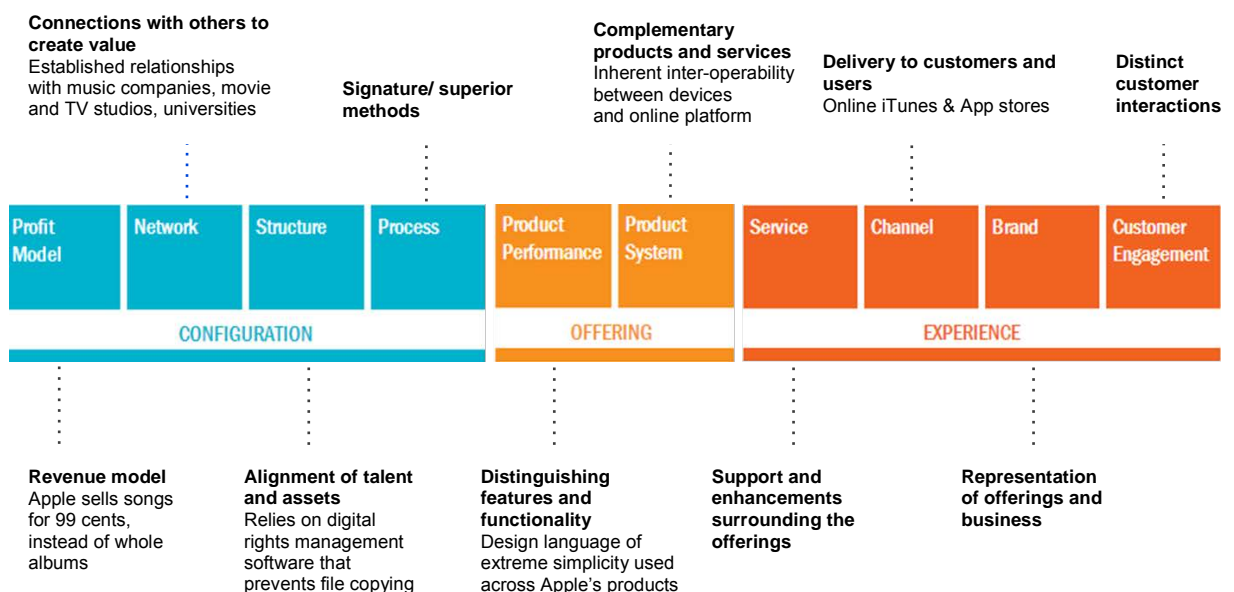 Connections with others to
create value
Established relationships
with music companies, movie
and TV studios, universities
Signature/ superior
methods
Complementary
products and services
Inherent inter-operability
between devices
and online platform
Delivery to customers and
users
Online iTunes & App stores
Distinct
customer
interactions
Profit
Model
Network
Structure
Process
Product
Performance
Product
System
Service
Channel
Brand
Customer
Engagement
CONFIGURATION
OFFERING
EXPERIENCE
Revenue model
Apple sells songs
for 99 cents,
instead of whole
albums
Alignment of talent
and assets
Relies on digital
rights management
software that
prevents file copying
Distinguishing
features and
functionality
Design language of
extreme simplicity used
across Apple's products
Support and
enhancements
surrounding the
offerings
Representation
of offerings and
business